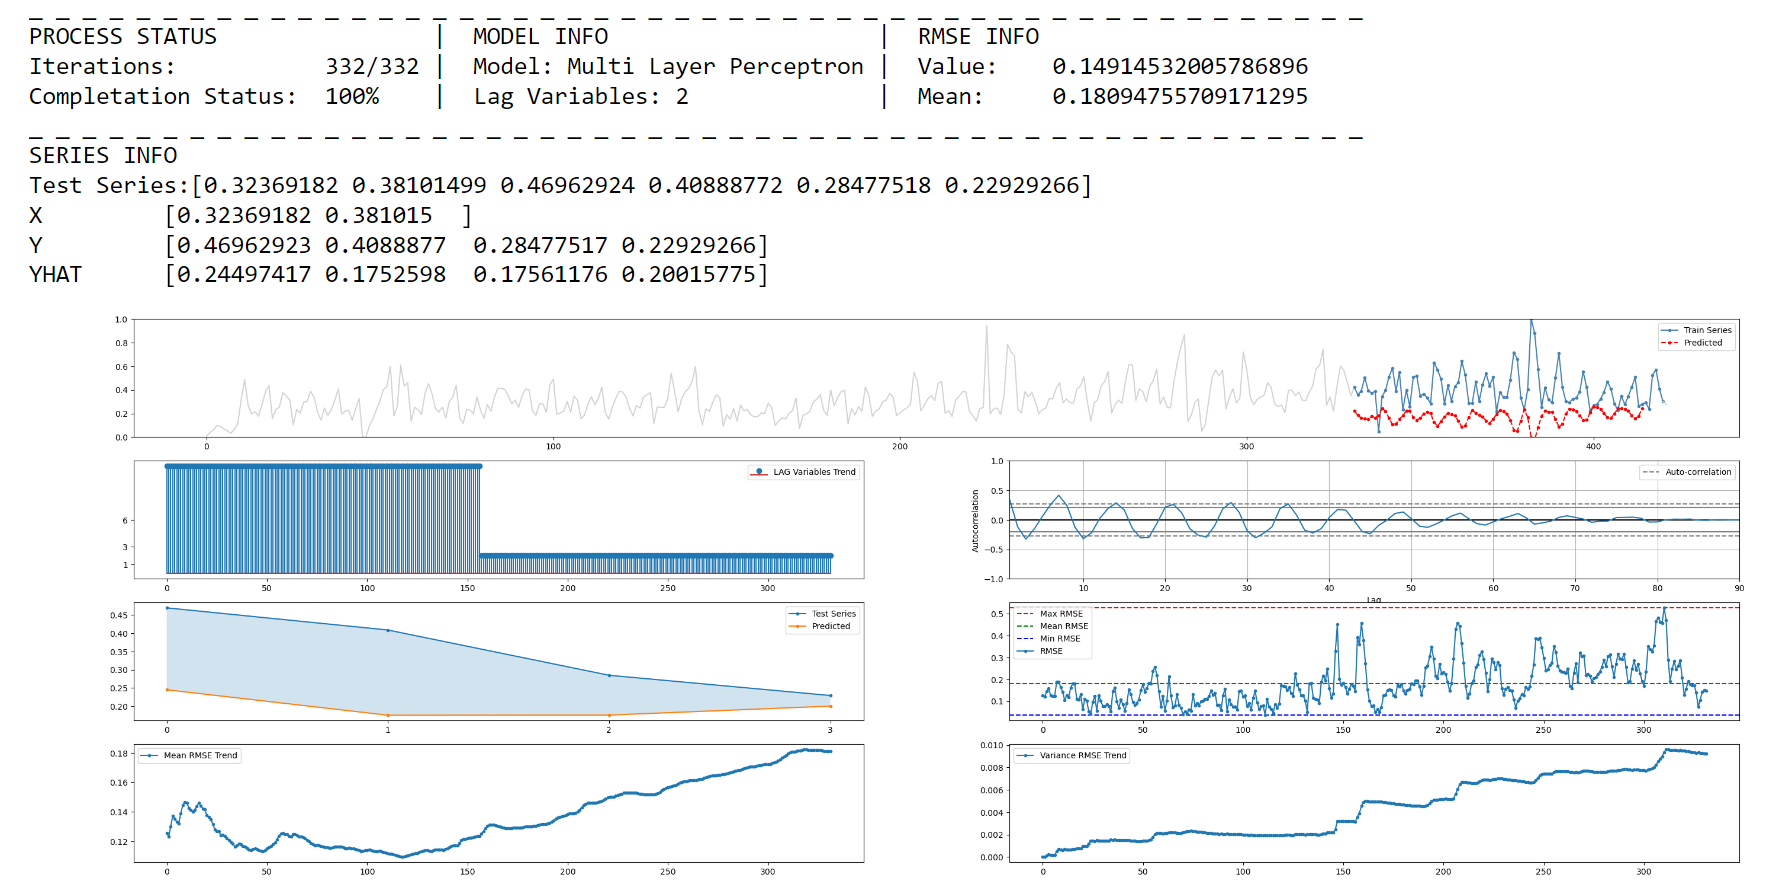 _ _ _ _ _ _ _ _ _ _ _ _ _ _ _ _ _ _ _ _ _ _ _ _ _ _ _ _ _ _ _ _ _ _ _ _ _ _ _ _ _ _ _ _ _ _ _ _ _ _
PROCESS STATUS | MODEL INFO | RMSE INFO
Iterations: 332/332 | Model: Multi Layer Perceptron | Value: 0.14914532005786896
Completation Status: 100% | Lag Variables: 2 | Mean: 0.18094755709171295
_ _ _ _ _ _ _ _ _ _ _ _ _ _ _ _ _ _ _ _ _ _ _ _ _ _ _ _ _ _ _ _ _ _ _ _ _ _ _ _ _ _ _ _ _ _ _ _ _ _
SERIES INFO
Test Series:[0.32369182 0.38101499 0.46962924 0.40888772 0.28477518 0.22929266]
X [0.32369182 0.381015 ]
Y [0.46962923 0.4088877 0.28477517 0.22929266]
YHAT [0.24497417 0.1752598 0.17561176 0.20015775]
1.0
0.8
0.6
0.4
0.2
0.0
Train Series
Predicted
0 100 200 300 400
6
3
1
LAG Variables Trend
0 50 100 150 200 250 300
Autocorrelation
1.0
0.5
0.0
−0.5
−1.0
Auto-correlation
10 20 30 40 50 60 70 80 90
Lag
0.45
0.40
0.35
0.30
0.25
0.20
Test Series
Predicted
0 1 2 3
0.5
0.4
0.3
0.2
0.1
Max RMSE
Mean RMSE
Min RMSE
RMSE
0 50 100 150 200 250 300
0.18
0.16
0.14
0.12
Mean RMSE Trend
0 50 100 150 200 250 300
0.010
0.008
0.006
0.004
0.002
0.000
Variance RMSE Trend
0 50 100 150 200 250 300